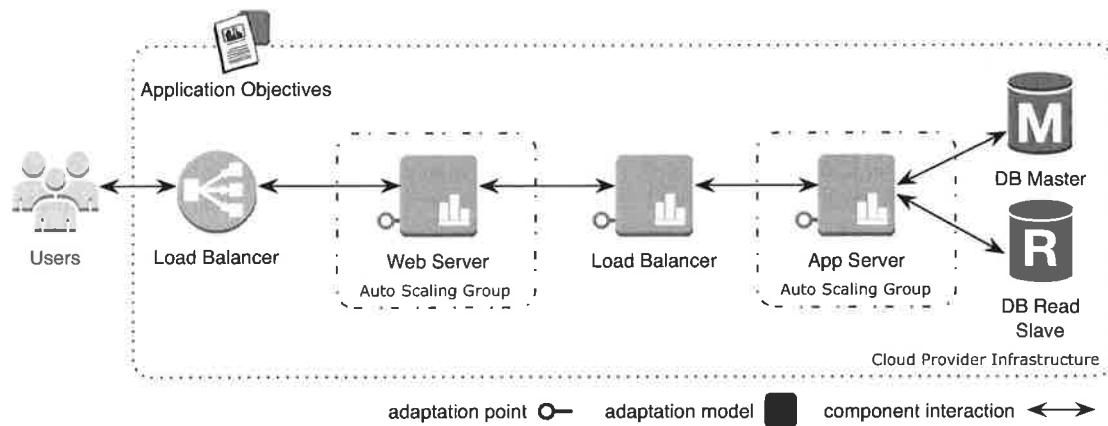 Application Objectives
M
DB Master
Users
Load Balancer
Web Server
Auto Scaling Group
Load Balancer
App Server
Auto Scaling Group
R
DB Read
Slave
Cloud Provider Infrastructure
adaptation point
adaptation model
component interaction